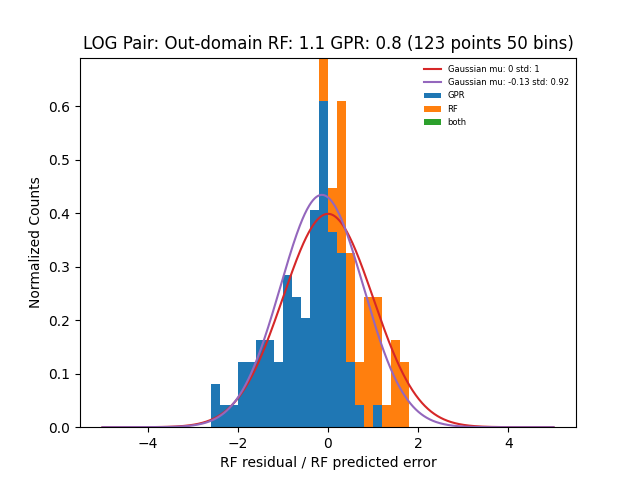 LOG Pair: Out-domain RF: 1.1 GPR: 0.8 (123 points 50 bins)
Gaussian mu: 0 std: 1
Gaussian mu: -0.13 std: 0.92
GPR
RF
both
Normalized Counts
0.6
0.5
0.4
0.3
0.2
0.1
0.0
−4 −2 0 2 4
RF residual / RF predicted error